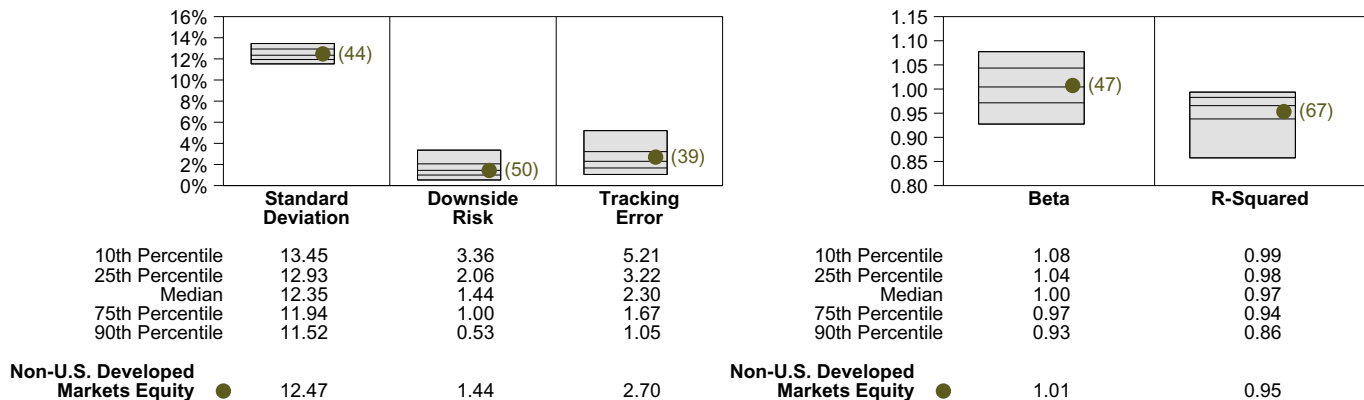 16%
14%
12%
10%
8%
6%
4%
2%
0%
(44)
(50)
(39)
Standard
Deviation
Downside
Risk
Tracking
Error
10th Percentile 13.45 3.36 5.21
25th Percentile 12.93 2.06 3.22
Median 12.35 1.44 2.30
75th Percentile 11.94 1.00 1.67
90th Percentile 11.52 0.53 1.05
Non-U.S. Developed
Markets Equity 12.47 1.44 2.70
1.15
1.10
1.05
1.00
0.95
0.90
0.85
0.80
(47)
(67)
Beta R-Squared
10th Percentile 1.08 0.99
25th Percentile 1.04 0.98
Median 1.00 0.97
75th Percentile 0.97 0.94
90th Percentile 0.93 0.86
Non-U.S. Developed
Markets Equity 1.01 0.95